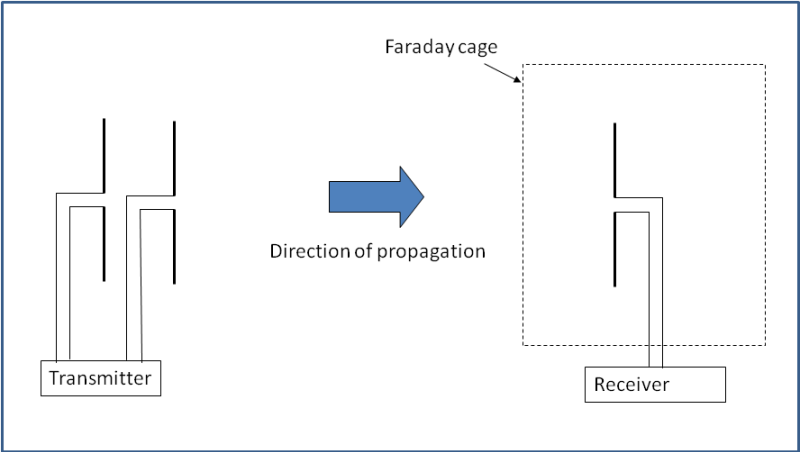 Faraday cage
Direction of propagation
Transmitter
Receiver